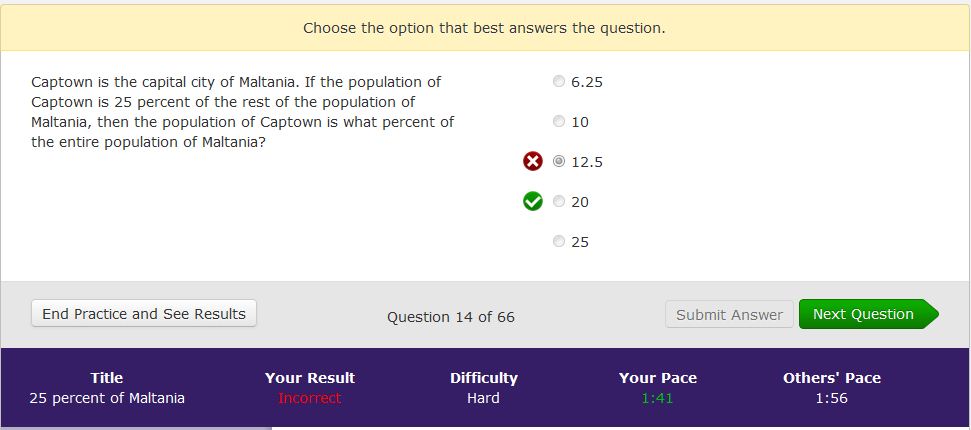 Choose the option that best answers the question.
Captown is the capital city of Maltania. If the population of
Captown is 25 percent of the rest of the population of
Maltania, then the population of Captown is what percent of
the entire population of Maltania?
6.25
10
12.5
20
25
End Practice and See Results
Question 14 of 66
Submit Answer
Next Question
Title
Your Result
Difficulty
Your Pace
Others' Pace
25 percent of Maltania
Incorrect
Hard
1:41
1:56